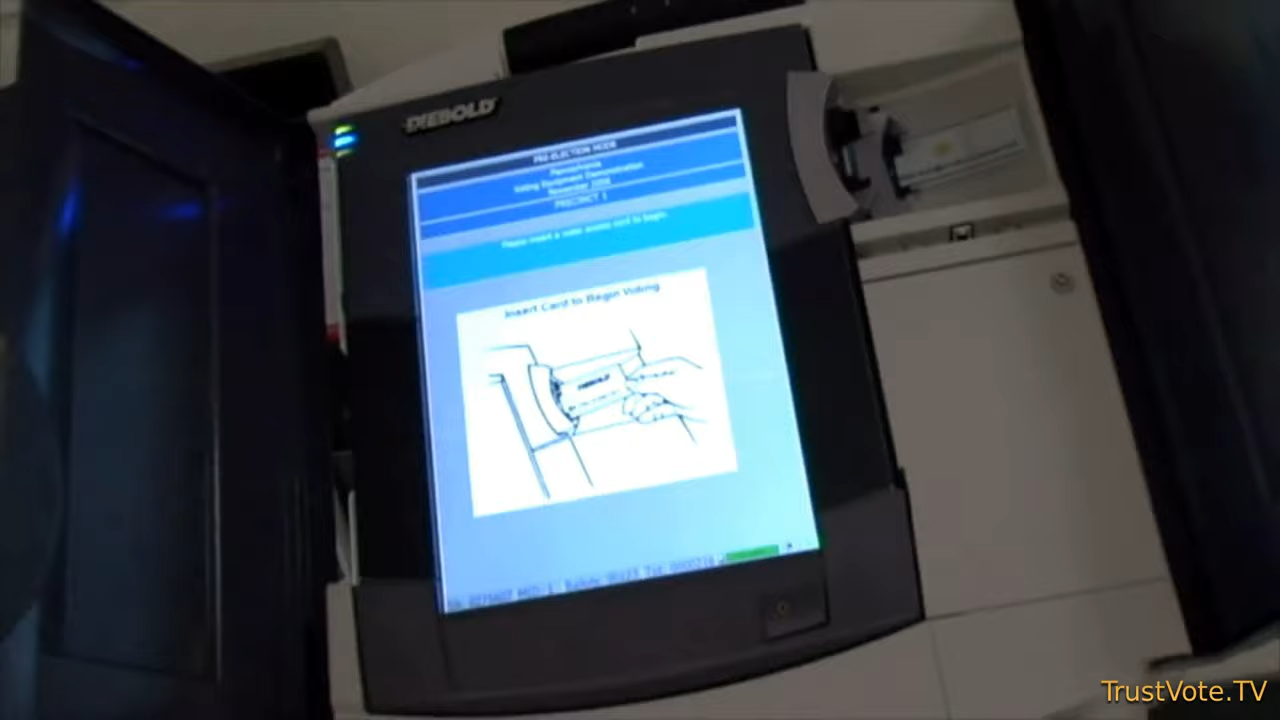 DIEBOLD
PRE-ELECTION MODE
Pennsylvania
Voting Equipment Demonstration
November
PRECINCT 1
Please insert a voter access card to begin.
Insert Card to Begin Voting
DIEBOLD
TrustVote.TV